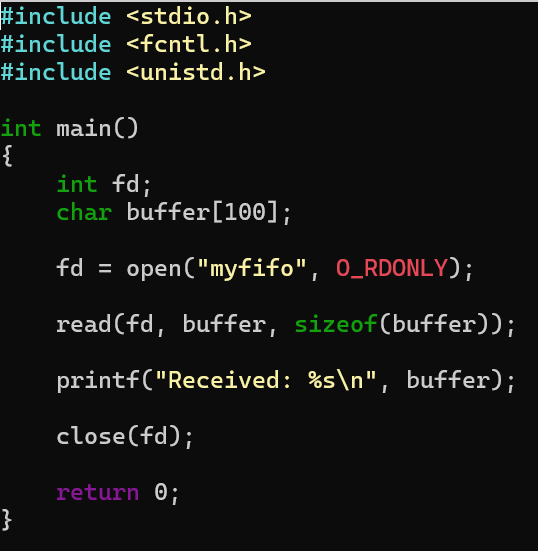 #include <stdio.h>
#include <fcntl.h>
#include <unistd.h>
int main()
{
    int fd;
    char buffer[100];
    fd = open("myfifo", O_RDONLY);
    read(fd, buffer, sizeof(buffer));
    printf("Received: %s\n", buffer);
    close(fd);
    return 0;
}